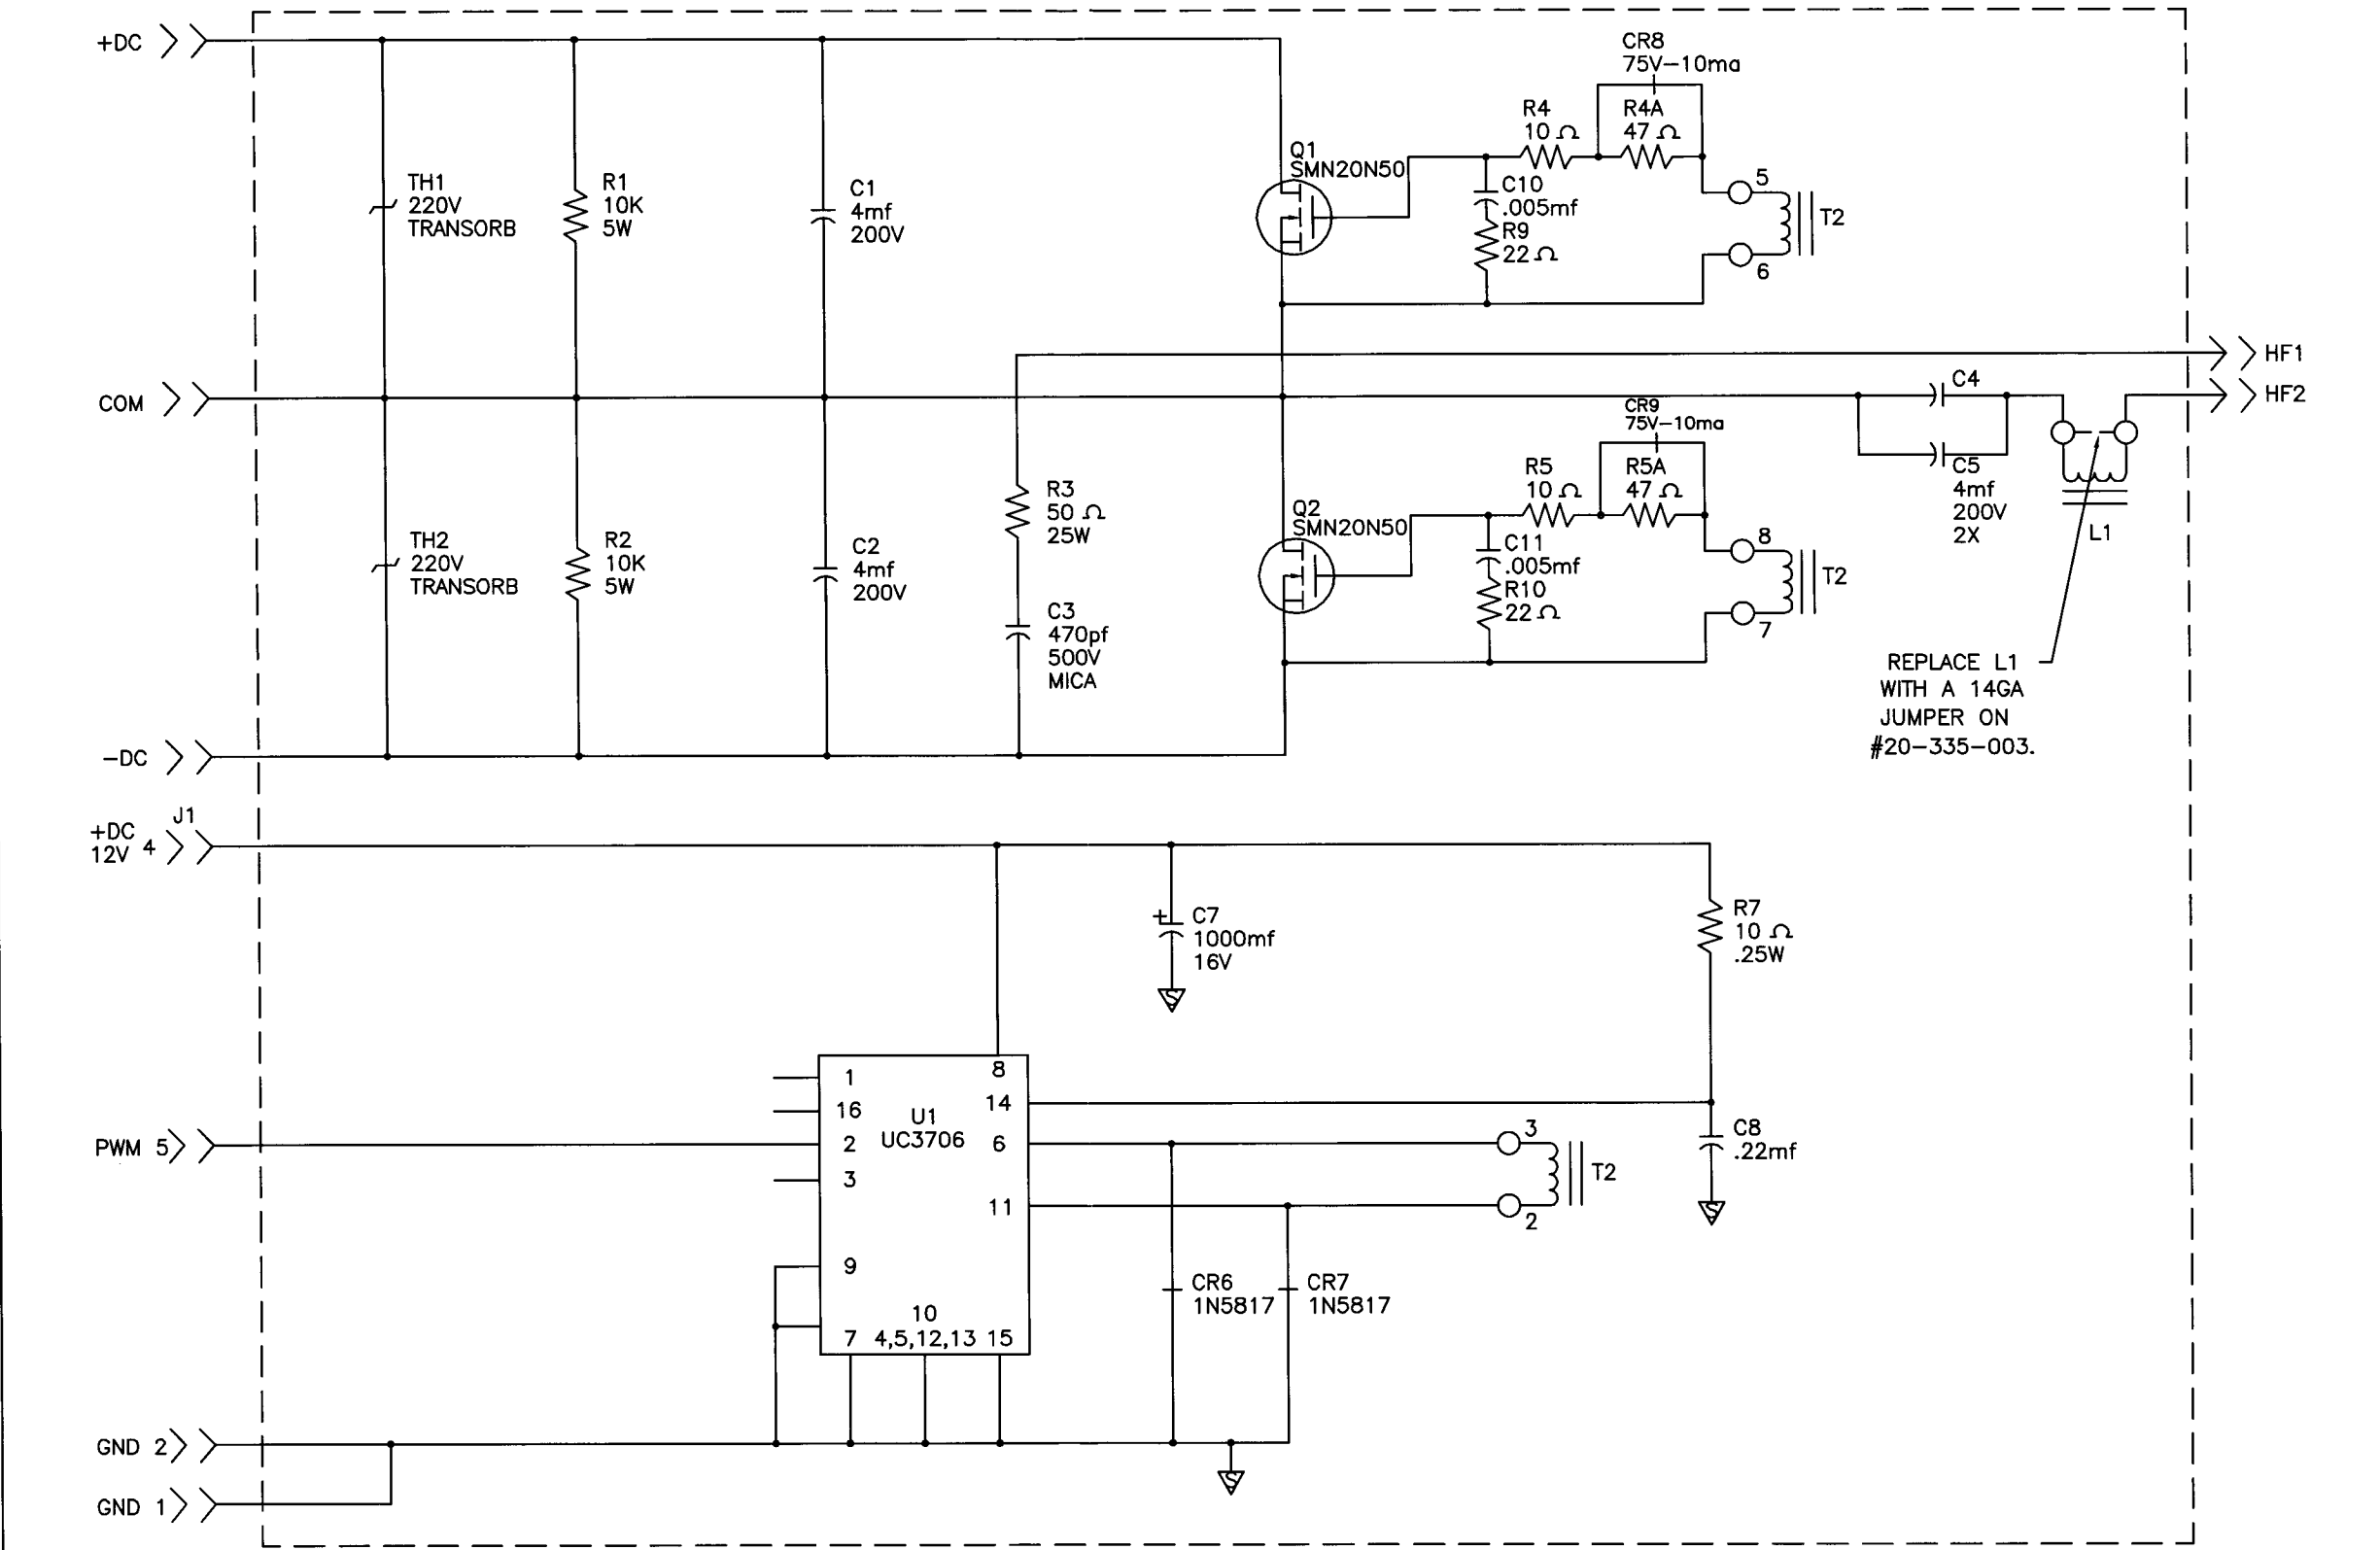 +DC
CR8
75V-10ma
R4
10 Ω
R4A
47 Ω
Q1
SMN20N50
C10
.005mf
R9
22 Ω
5
T2
6
TH1
220V
TRANSORB
R1
10K
5W
C1
4mf
200V
HF1
COM
C4
HF2
CR9
75V-10ma
R5
10 Ω
R5A
47 Ω
C5
4mf
200V
2X
L1
R3
50 Ω
25W
Q2
SMN20N50
C11
.005mf
R10
22 Ω
8
T2
7
TH2
220V
TRANSORB
R2
10K
5W
C2
4mf
200V
C3
470pf
500V
MICA
REPLACE L1
WITH A 14GA
JUMPER ON
#20-335-003.
-DC
J1
+DC
12V 4
C7
+
1000mf
16V
S
R7
10 Ω
.25W
1
8
16
14
U1
UC3706
PWM 5
2
6
3
11
3
T2
2
C8
.22mf
S
9
10
7 4,5,12,13 15
CR6
1N5817
CR7
1N5817
GND 2
S
GND 1